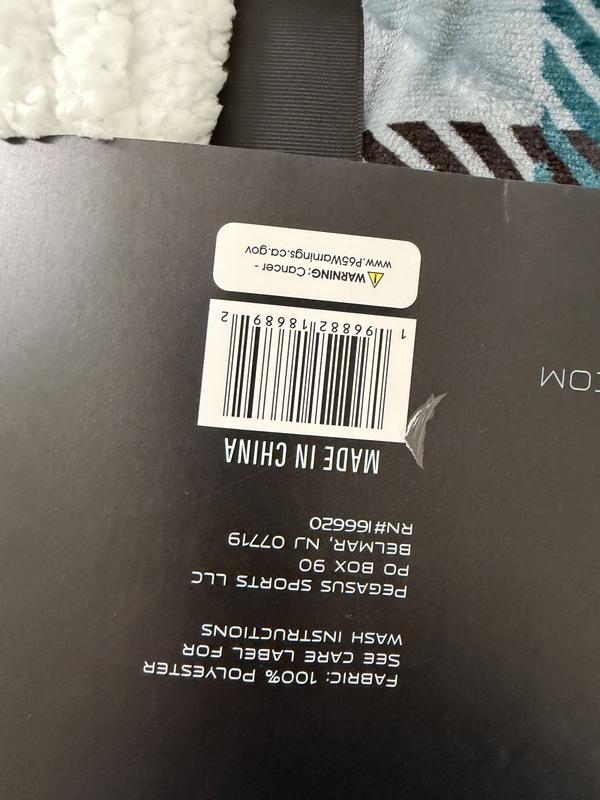 FABRIC: 100% POLYESTER
SEE CARE LABEL FOR
WASH INSTRUCTIONS
PEGASUS SPORTS LLC
PO BOX 90
BELMAR, NJ 07719
RN#166620
MADE IN CHINA
1 96882 18689 2
WARNING: Cancer -
www.P65Warnings.ca.gov
.COM